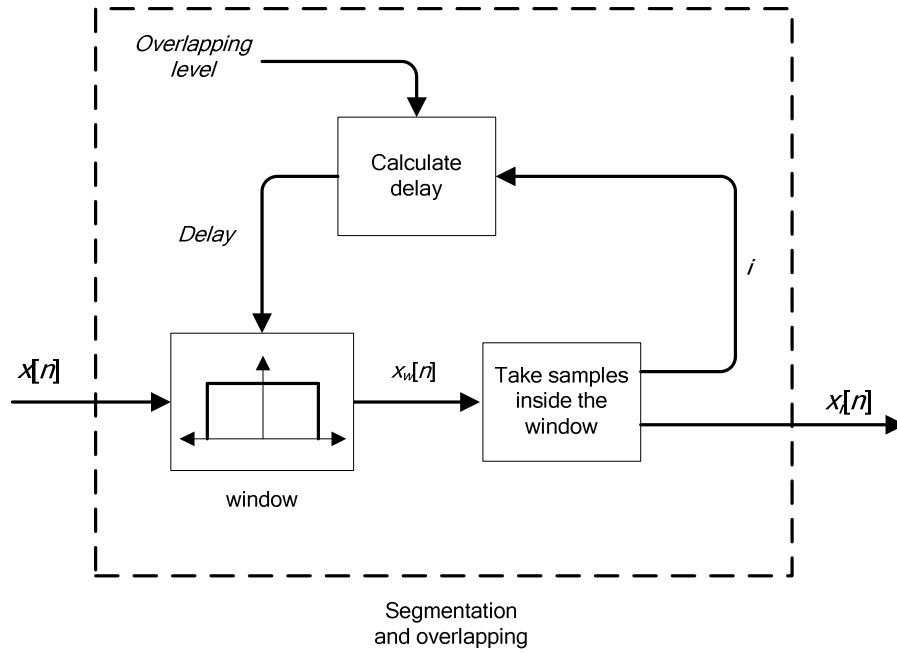 Overlapping
level
Calculate
delay
Delay
i
x[n]
xw[n]
Take samples
inside the
window
xi[n]
window
Segmentation
and overlapping